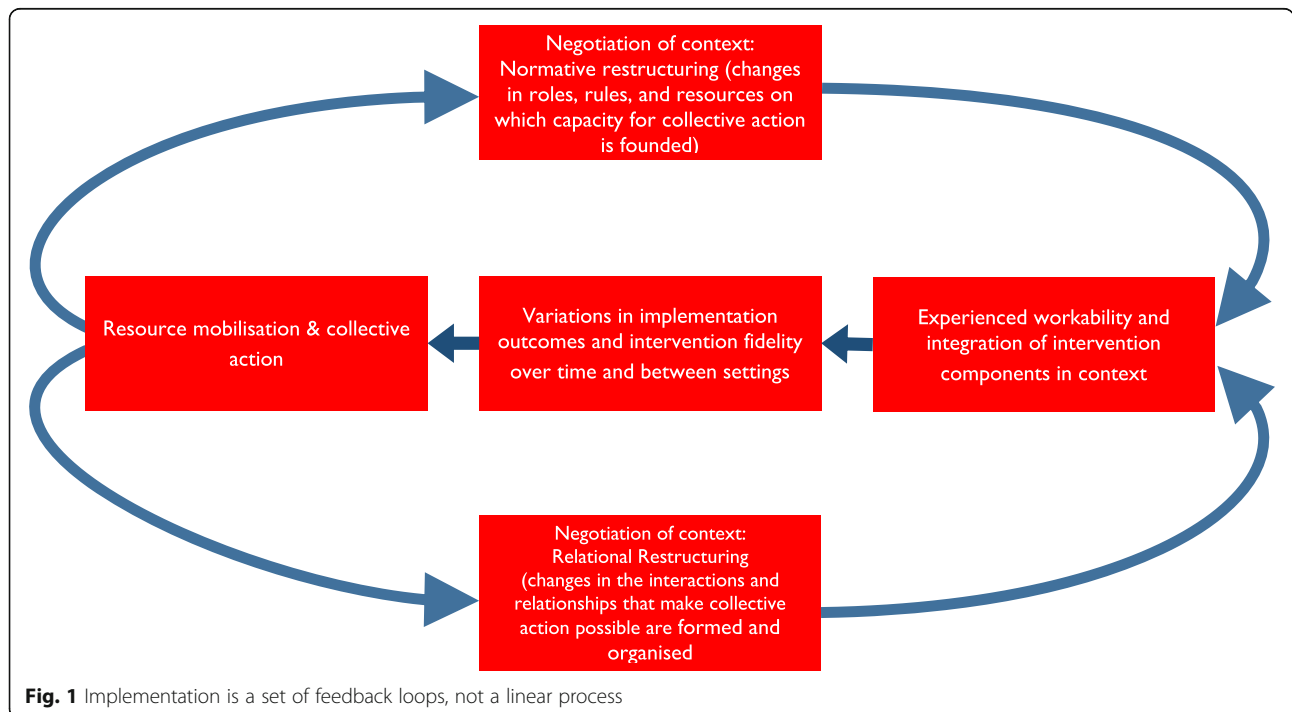 Negotiation of context:
Normative restructuring (changes
in roles, rules, and resources on
which capacity for collective action
is founded)
Resource mobilisation & collective
action
Variations in implementation
outcomes and intervention fidelity
over time and between settings
Experienced workability and
integration of intervention
components in context
Negotiation of context:
Relational Restructuring
(changes in the interactions and
relationships that make collective
action possible are formed and
organised
Fig. 1 Implementation is a set of feedback loops, not a linear process